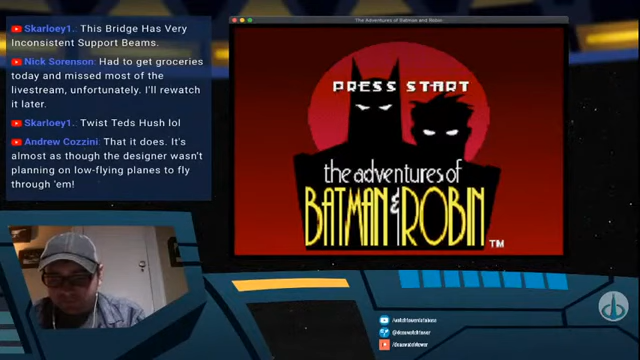 The Adventures of Batman and Robin
Skarloey1.: This Bridge Has Very
Inconsistent Support Beams.
Nick Sorenson: Had to get groceries
today and missed most of the
livestream, unfortunately. I'll rewatch
it later.
Skarloey1.: Twist Teds Hush lol
Andrew Cozzini: That it does. It's
almost as though the designer wasn't
planning on low-flying planes to fly
through 'em!
PRESS START
the adventures of
BATMAN & ROBIN
TM